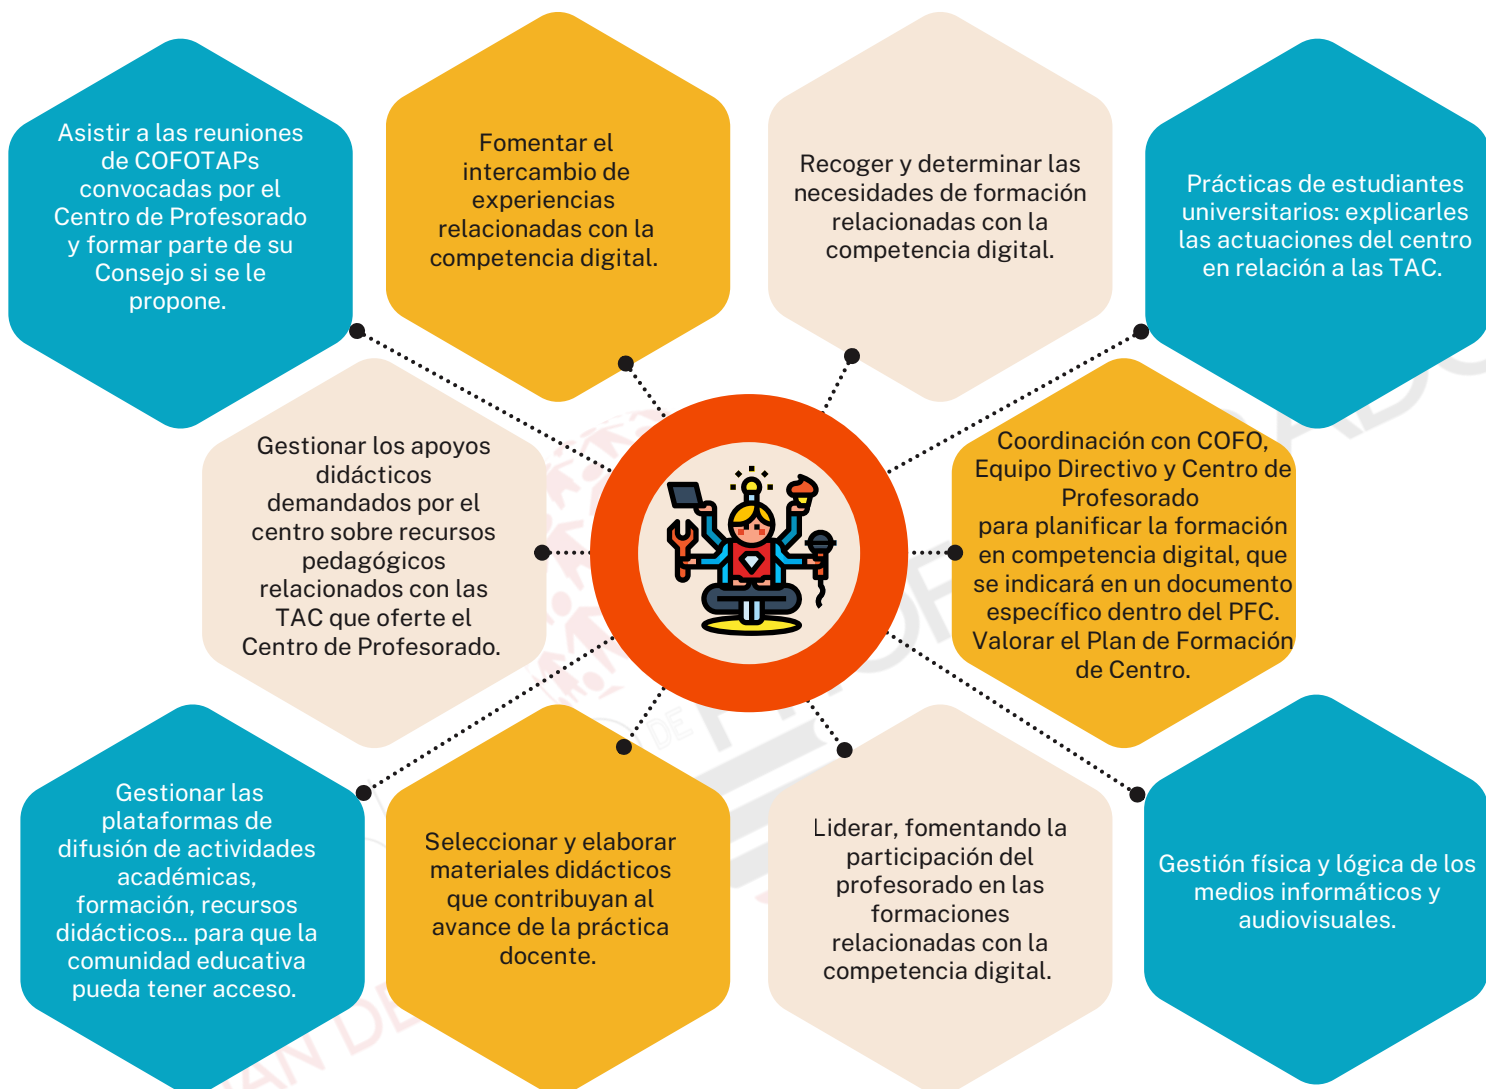 Asistir a las reuniones
de COFOTAPs
convocadas por el
Centro de Profesorado
y formar parte de su
Consejo si se le
propone.
Fomentar el
intercambio de
experiencias
relacionadas con la
competencia digital.
Recoger y determinar las
necesidades de formación
relacionadas con la
competencia digital.
Prácticas de estudiantes
universitarios: explicarles
las actuaciones del centro
en relación a las TAC.
Gestionar los apoyos
didácticos
demandados por el
centro sobre recursos
pedagógicos
relacionados con las
TAC que oferte el
Centro de Profesorado.
Coordinación con COFO,
Equipo Directivo y Centro de
Profesorado
para planificar la formación
en competencia digital, que
se indicará en un documento
específico dentro del PFC.
Valorar el Plan de Formación
de Centro.
Gestionar las
plataformas de
difusión de actividades
académicas,
formación, recursos
didácticos... para que la
comunidad educativa
pueda tener acceso.
Seleccionar y elaborar
materiales didácticos
que contribuyan al
avance de la práctica
docente.
Liderar, fomentando la
participación del
profesorado en las
formaciones
relacionadas con la
competencia digital.
Gestión física y lógica de los
medios informáticos y
audiovisuales.